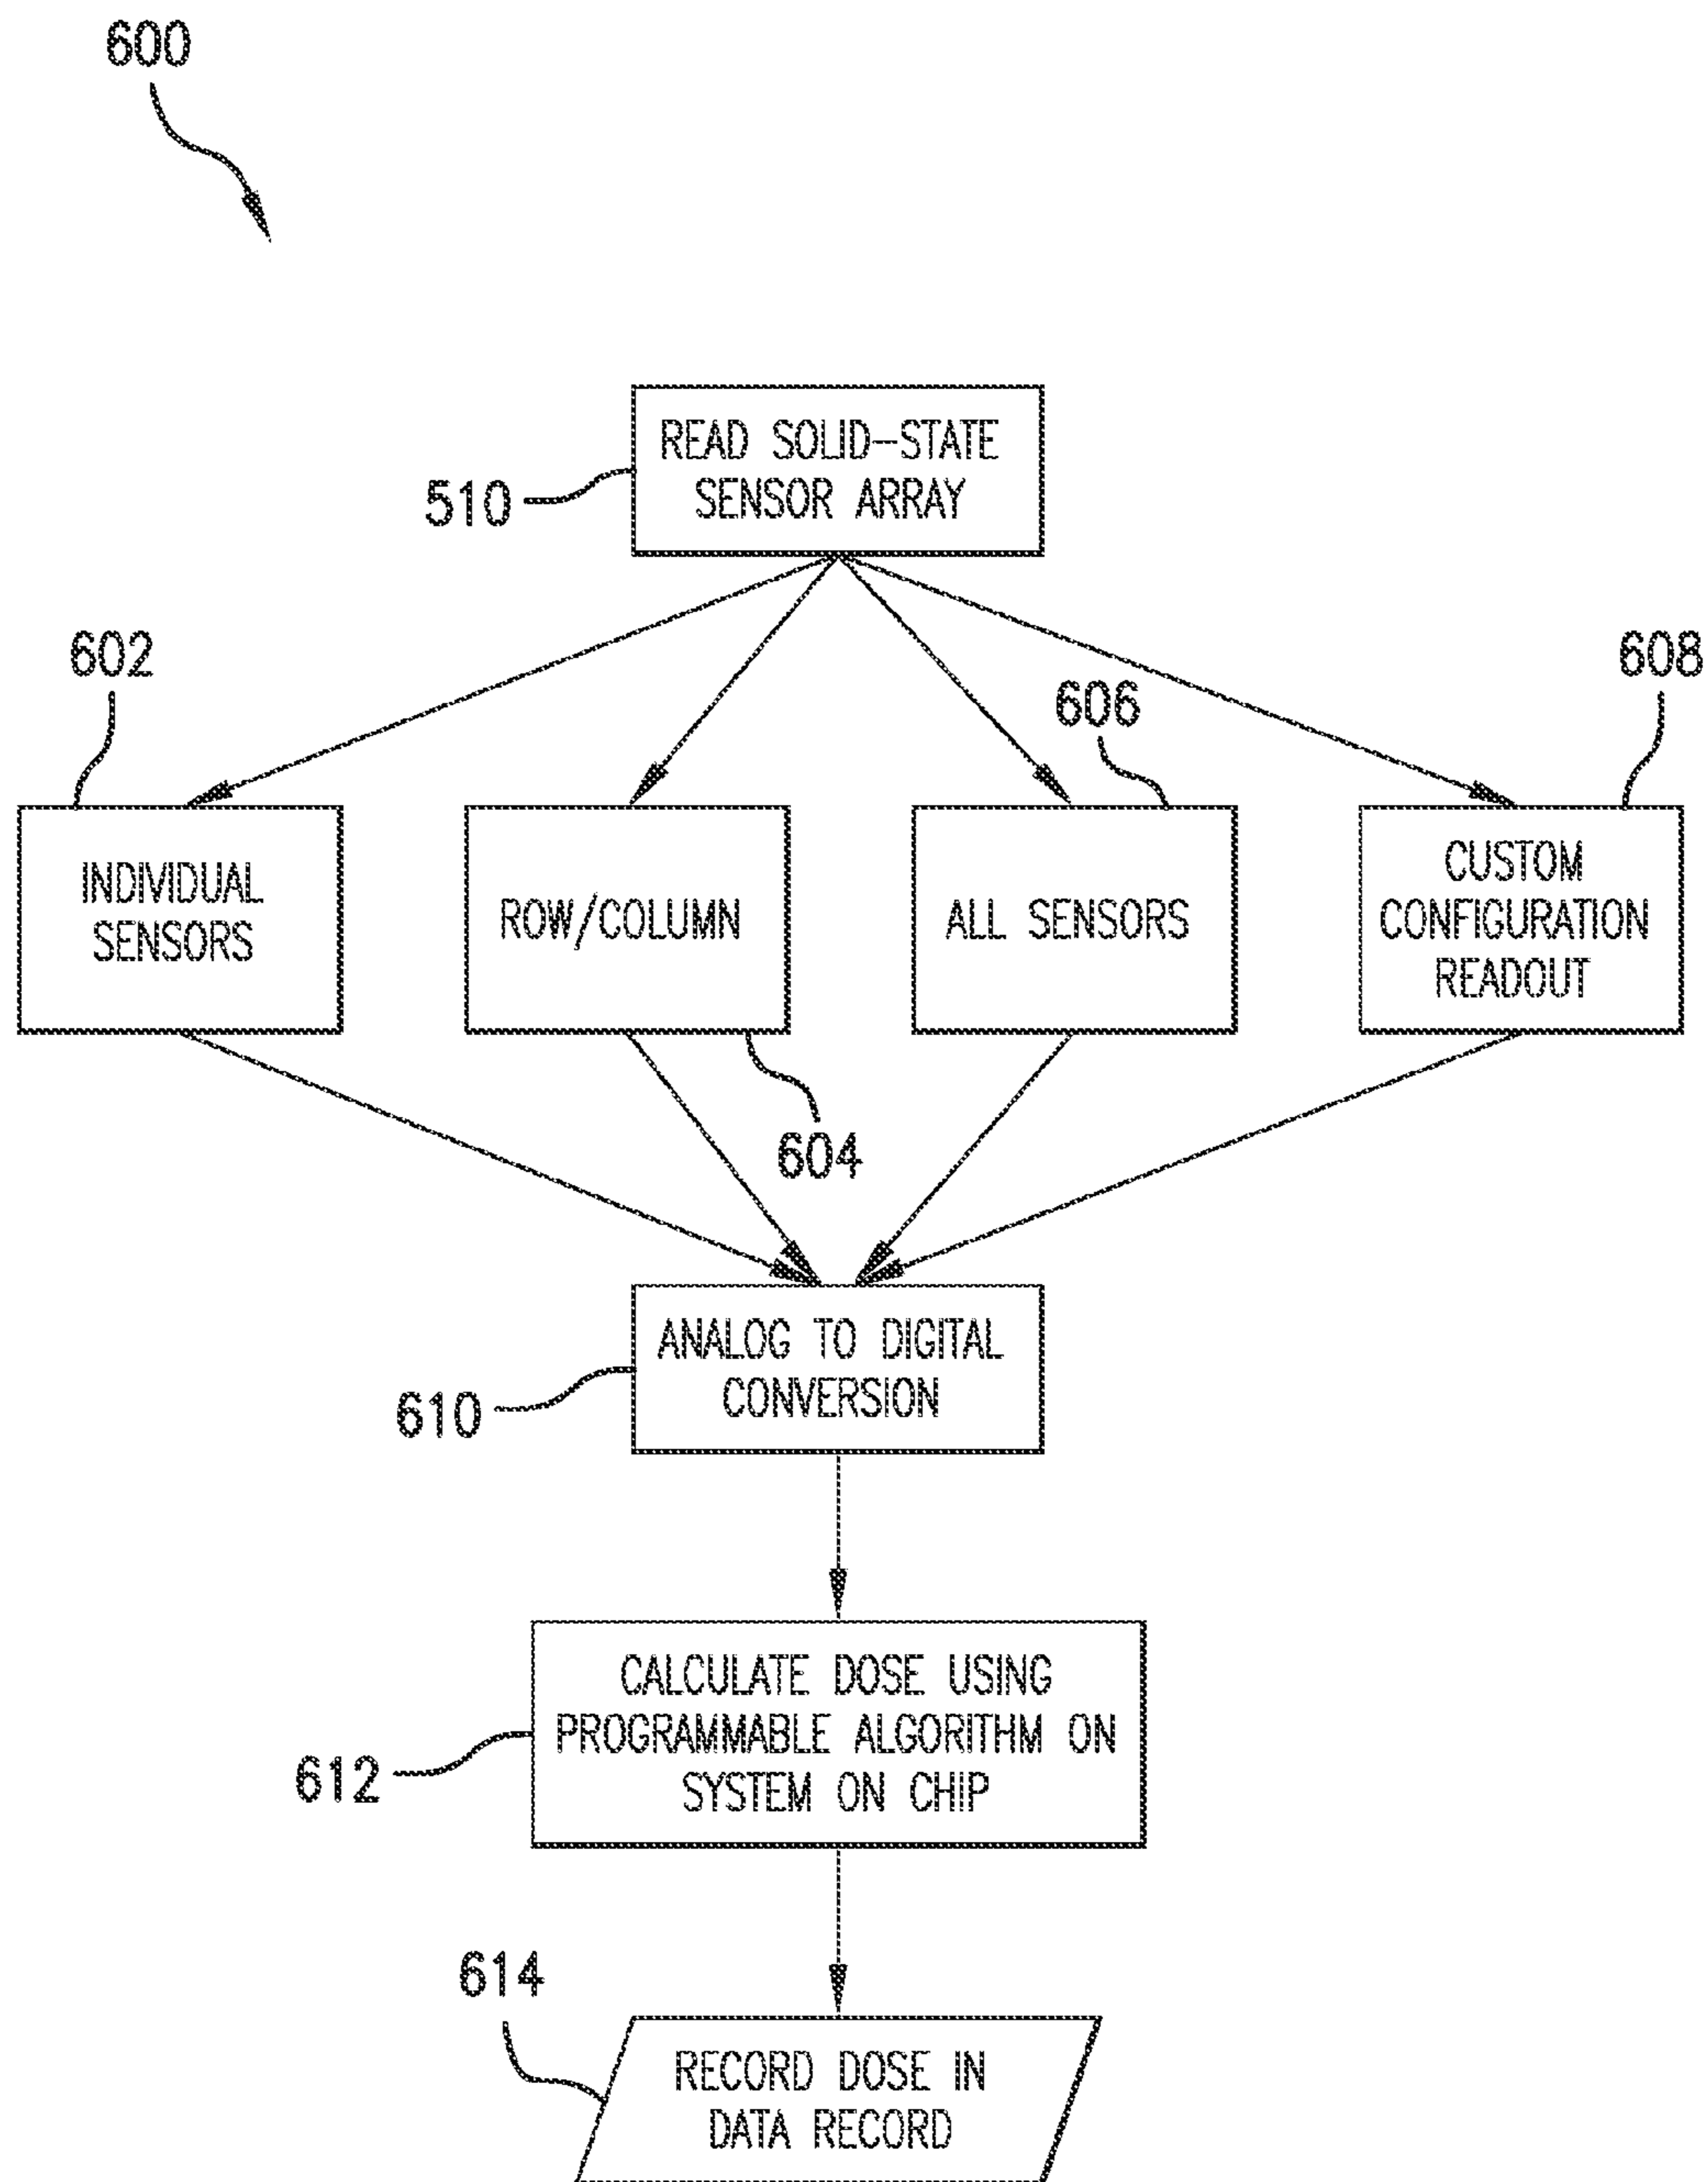 600
READ SOLID-STATE
SENSOR ARRAY
510
602
606
608
INDIVIDUAL
SENSORS
ROW/COLUMN
ALL SENSORS
CUSTOM
CONFIGURATION
READOUT
604
ANALOG TO DIGITAL
CONVERSION
610
CALCULATE DOSE USING
PROGRAMMABLE ALGORITHM ON
SYSTEM ON CHIP
612
614
RECORD DOSE IN
DATA RECORD